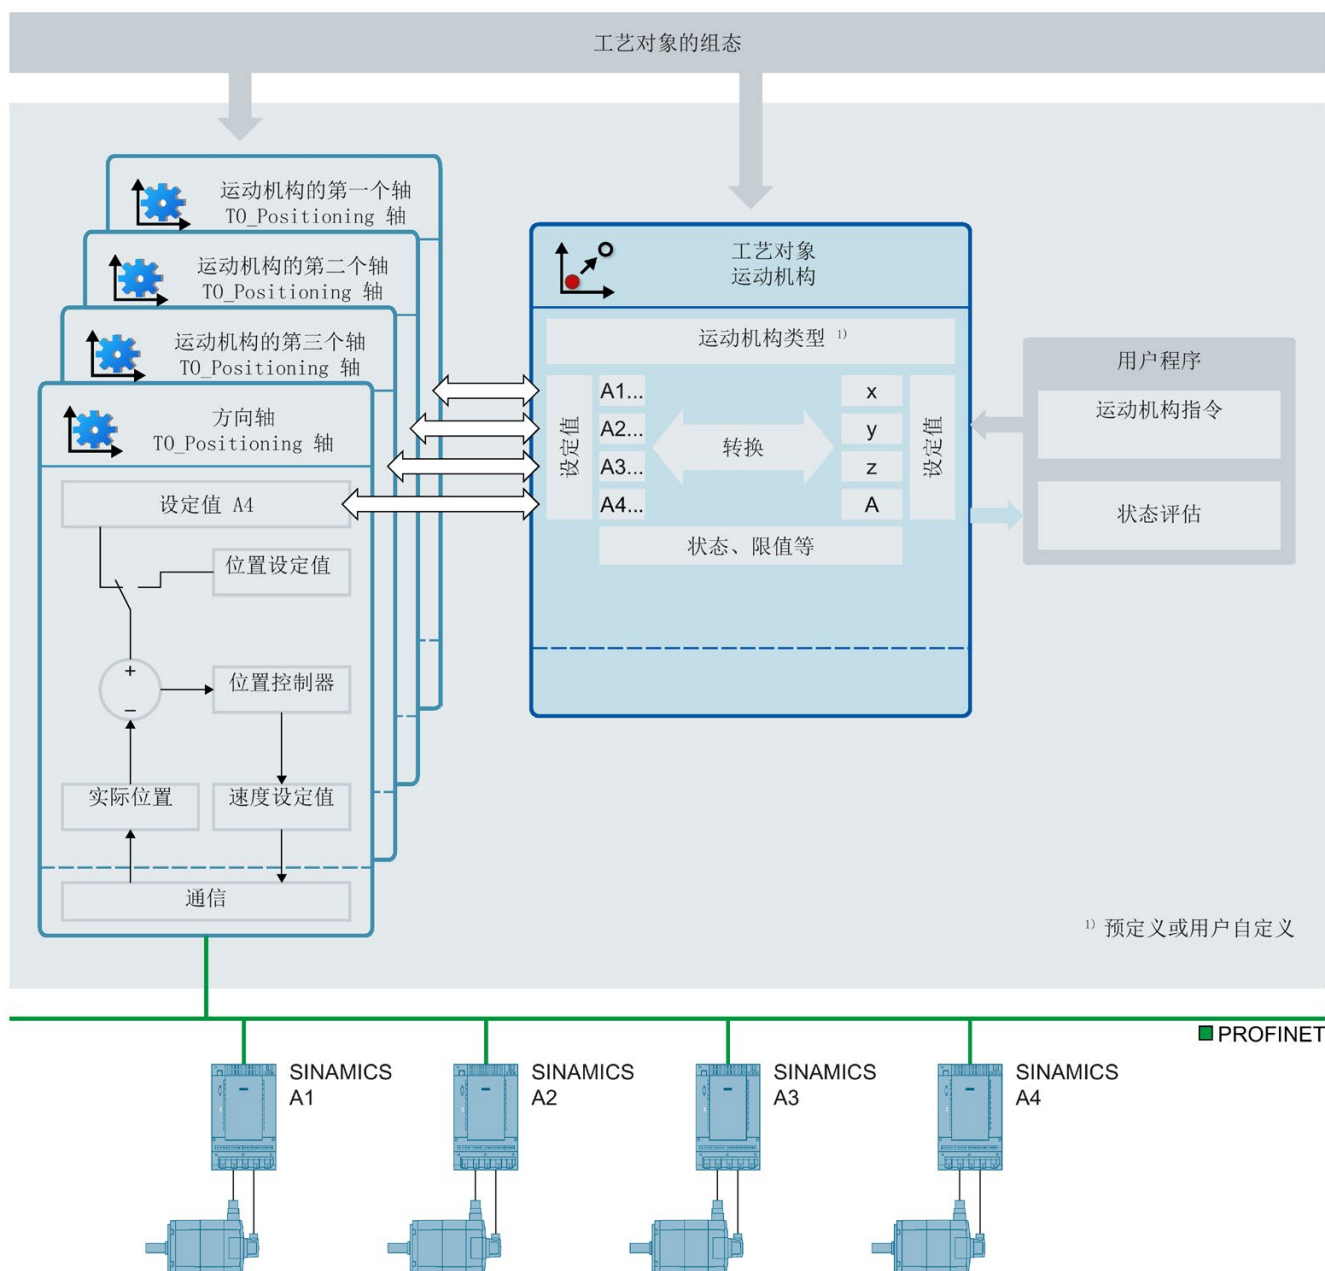 工艺对象的组态
运动机构的第一个轴
TO_Positioning 轴
运动机构的第二个轴
TO_Positioning 轴
运动机构的第三个轴
TO_Positioning 轴
方向轴
TO_Positioning 轴
设定值 A4
位置设定值
+
−
位置控制器
实际位置
速度设定值
通信
工艺对象
运动机构
运动机构类型 1)
设定值
A1...
A2...
A3...
A4...
转换
x
y
z
A
设定值
状态、限值等
用户程序
运动机构指令
状态评估
1) 预定义或用户自定义
PROFINET
SINAMICS
A1
SINAMICS
A2
SINAMICS
A3
SINAMICS
A4